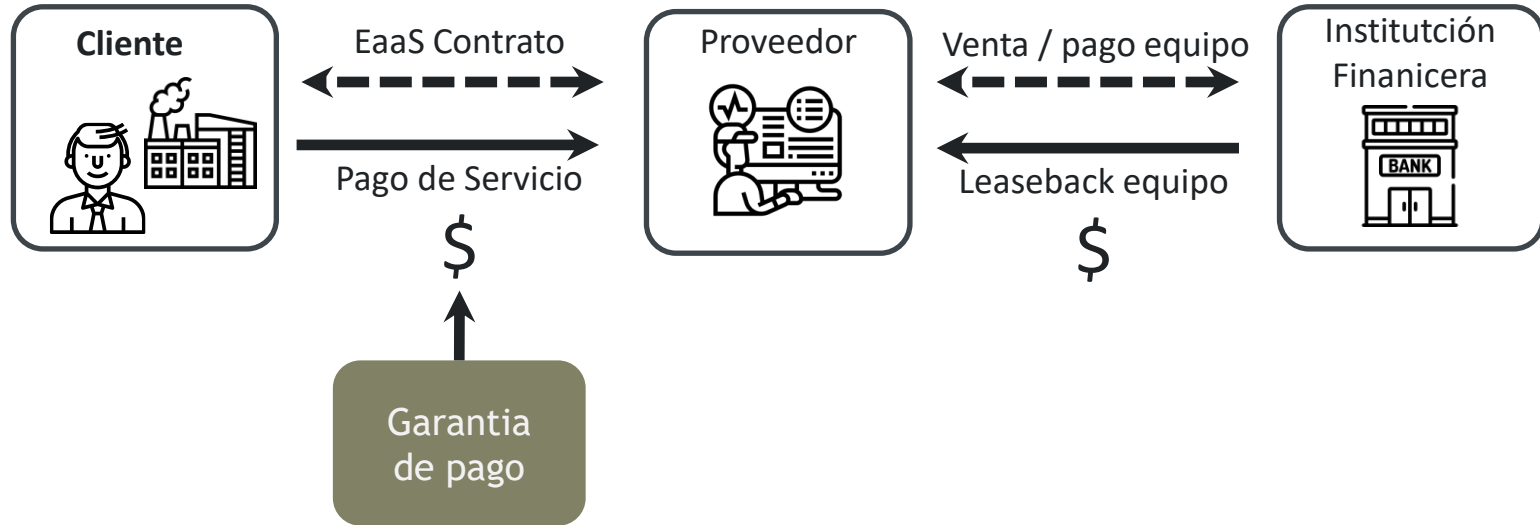 Cliente
EaaS Contrato
Pago de Servicio
$
Garantia
de pago
Proveedor
Venta / pago equipo
Leaseback equipo
$
Institutción
Finanicera
BANK